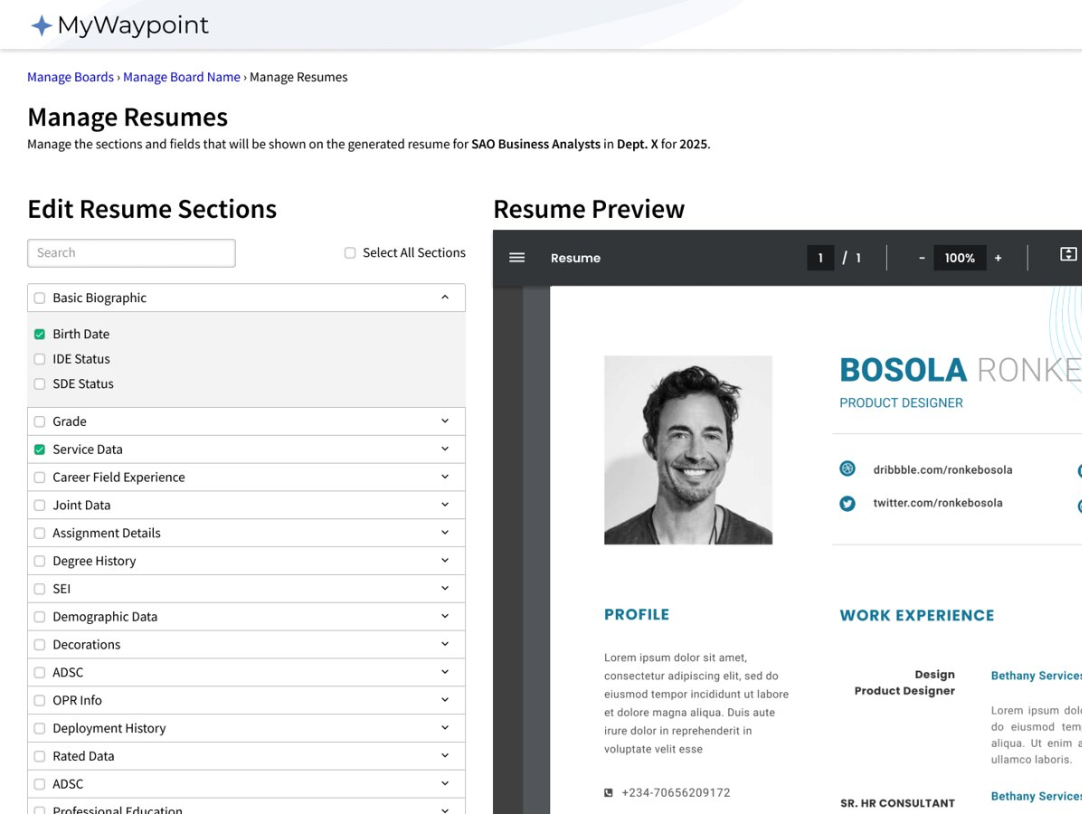 MyWaypoint
Manage Boards › Manage Board Name › Manage Resumes
Manage Resumes
Manage the sections and fields that will be shown on the generated resume for SAO Business Analysts in Dept. X for 2025.
Edit Resume Sections
Search
Select All Sections
Basic Biographic
Birth Date
IDE Status
SDE Status
Grade
Service Data
Career Field Experience
Joint Data
Assignment Details
Degree History
SEI
Demographic Data
Decorations
ADSC
OPR Info
Deployment History
Rated Data
ADSC
Professional Education
Resume Preview
Resume
1 / 1
- 100% +
BOSOLA RONKE
PRODUCT DESIGNER
dribbble.com/ronkebosola
twitter.com/ronkebosola
PROFILE
Lorem ipsum dolor sit amet,
consectetur adipiscing elit, sed do
eiusmod tempor incididunt ut labore
et dolore magna aliqua. Duis aute
irure dolor in reprehenderit in
voluptate velit esse
+234-70656209172
WORK EXPERIENCE
Design
Product Designer
Bethany Services
Lorem ipsum dolo
do eiusmod temp
aliqua. Ut enim a
ullamco laboris.
SR. HR CONSULTANT
Bethany Services